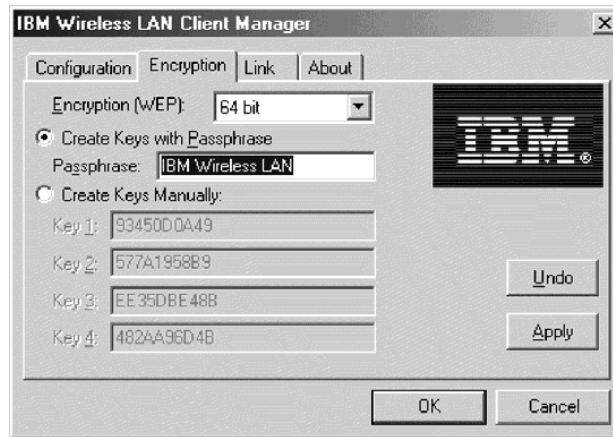 IBM Wireless LAN Client Manager
Configuration Encryption Link About
Encryption (WEP): 64 bit
IBM®
Create Keys with Passphrase
Passphrase: IBM Wireless LAN
Create Keys Manually:
Key 1: 93450D0A49
Key 2: 577A1958B9
Key 3: EE35DBE48B
Key 4: 482AA96D4B
Undo
Apply
OK Cancel